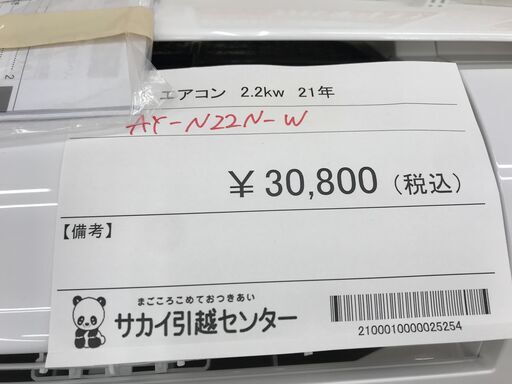 エアコン 2.2kw 21年
AY-N22N-W
￥30,800（税込）
【備考】
まごころこめておつきあい
サカイ引越センター
2100010000025254
2